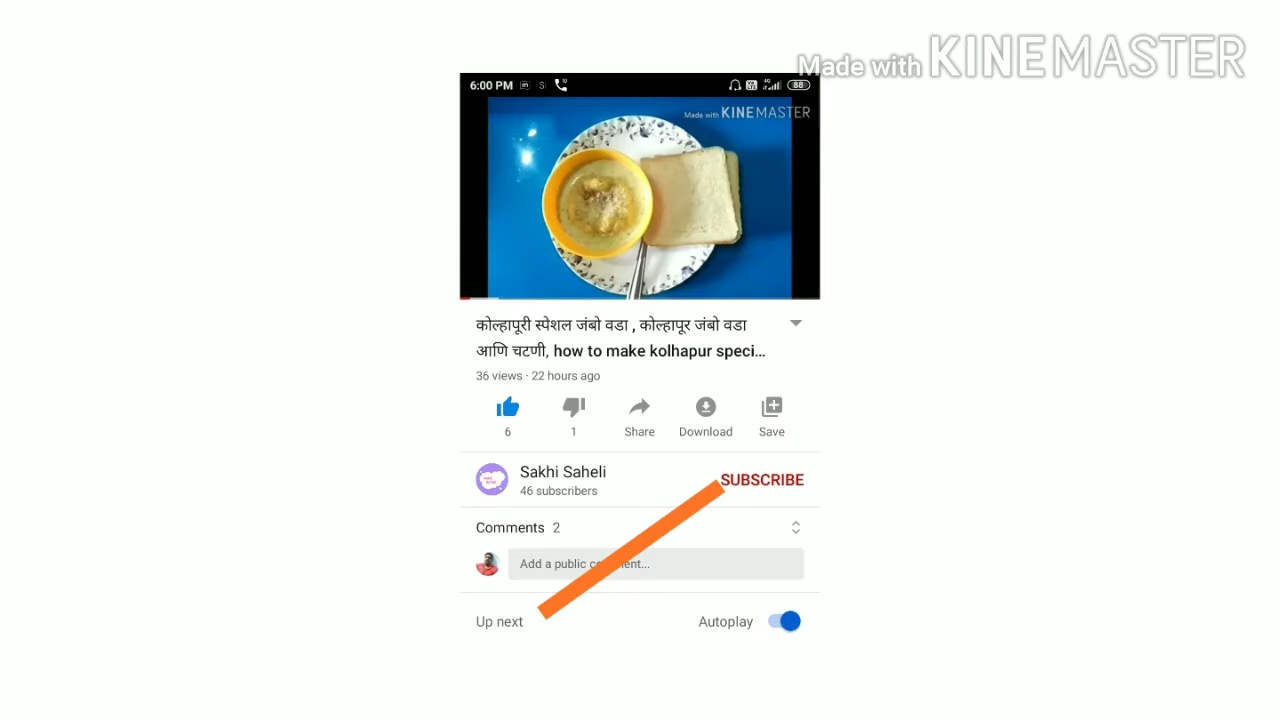 Made with KINEMASTER
6:00 PM
88
Made with KINEMASTER
कोल्हापूरी स्पेशल जंबो वडा , कोल्हापूर जंबो वडा
आणि चटणी, how to make kolhapur speci...
36 views · 22 hours ago
6
1
Share
Download
Save
Sakhi Saheli
46 subscribers
SUBSCRIBE
Comments 2
Add a public
Up next
Autoplay